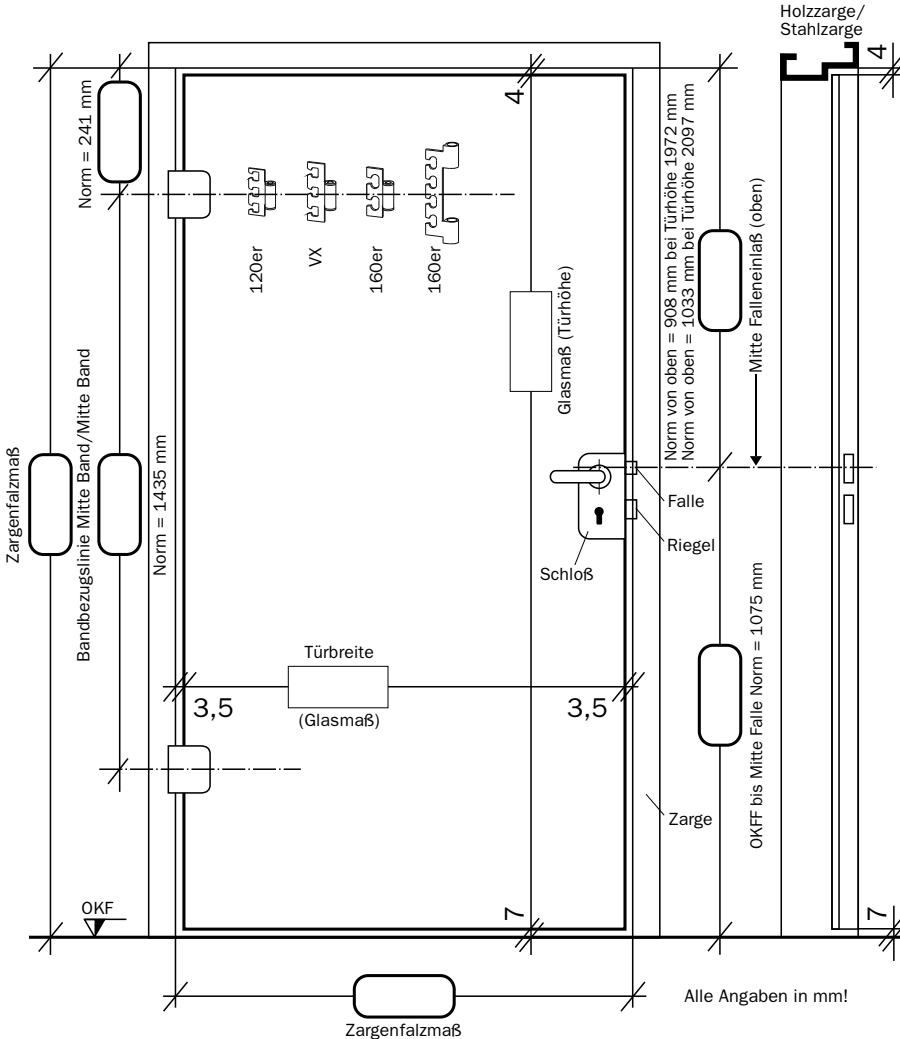 Holzzarge/
Stahlzarge
4
4
Norm = 241 mm
120er
VX
160er
160er
Glasmaß (Türhöhe)
Norm von oben = 908 mm bei Türhöhe 1972 mm
Norm von oben = 1033 mm bei Türhöhe 2097 mm
Mitte Falleneinlaß (oben)
Zargenfalzmaß
Bandbezugslinie Mitte Band/Mitte Band
Norm = 1435 mm
Falle
Riegel
Schloß
OKFF bis Mitte Falle Norm = 1075 mm
Türbreite
3,5
3,5
(Glasmaß)
Zarge
OKF
7
7
Alle Angaben in mm!
Zargenfalzmaß